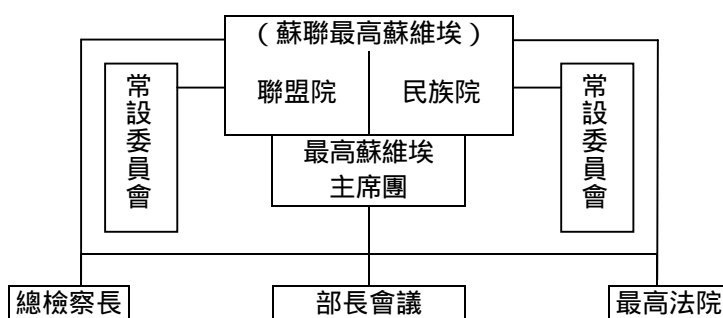 （蘇聯最高蘇維埃）
聯盟院
民族院
常設委員會
常設委員會
最高蘇維埃
主席團
總檢察長
部長會議
最高法院